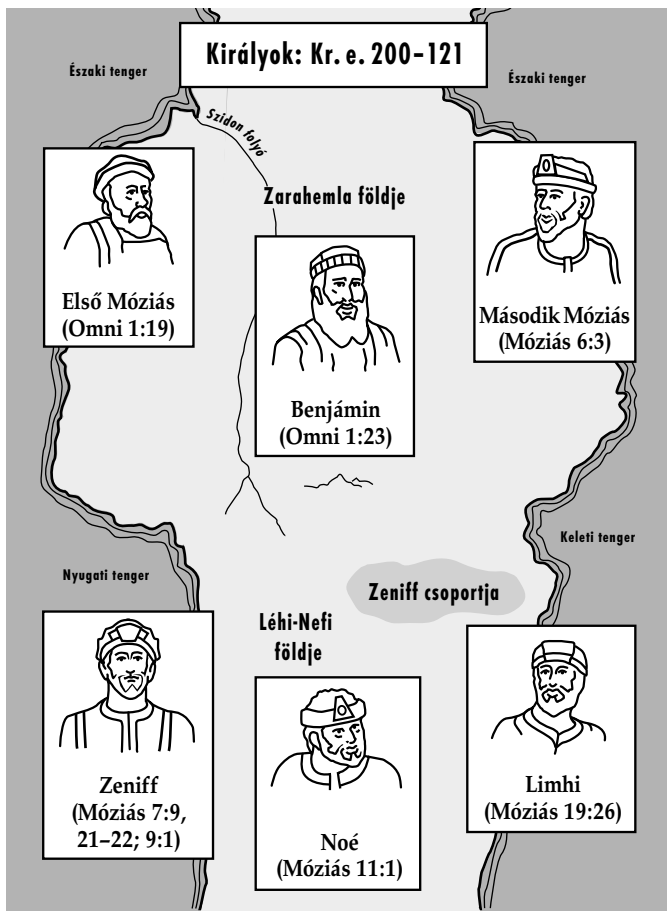 Királyok: Kr. e. 200–121
Északi tenger
Északi tenger
Szidon folyó
Zarahemla földje
Első Móziás
(Omni 1:19)
Benjámin
(Omni 1:23)
Második Móziás
(Móziás 6:3)
Keleti tenger
Nyugati tenger
Zeniff csoportja
Léhi-Nefi
földje
Zeniff
(Móziás 7:9,
21–22; 9:1)
Noé
(Móziás 11:1)
Limhi
(Móziás 19:26)